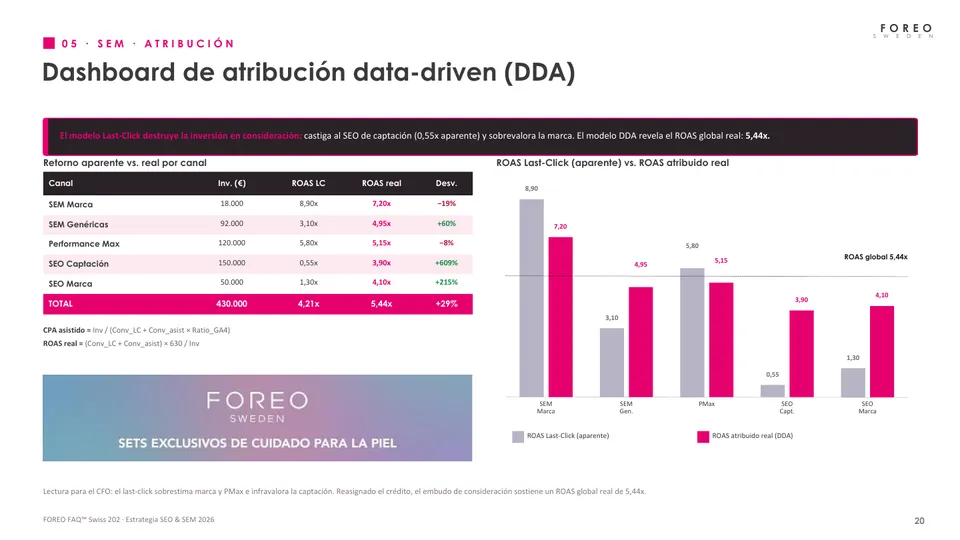 FOREO
SWEDEN
05 · SEM · ATRIBUCIÓN
Dashboard de atribución data-driven (DDA)
El modelo Last-Click destruye la inversión en consideración: castiga al SEO de captación (0,55x aparente) y sobrevalora la marca. El modelo DDA revela el ROAS global real: 5,44x.
Retorno aparente vs. real por canal
Canal Inv. (€) ROAS LC ROAS real Desv.
SEM Marca 18.000 8,90x 7,20x −19%
SEM Genéricas 92.000 3,10x 4,95x +60%
Performance Max 120.000 5,80x 5,15x −8%
SEO Captación 150.000 0,55x 3,90x +609%
SEO Marca 50.000 1,30x 4,10x +215%
TOTAL 430.000 4,21x 5,44x +29%
CPA asistido = Inv / (Conv_LC + Conv_asist × Ratio_GA4)
ROAS real = (Conv_LC + Conv_asist) × 630 / Inv
FOREO
SWEDEN
SETS EXCLUSIVOS DE CUIDADO PARA LA PIEL
ROAS Last-Click (aparente) vs. ROAS atribuido real
8,90
7,20
3,10
4,95
5,80
5,15
0,55
3,90
1,30
4,10
ROAS global 5,44x
SEM
Marca
SEM
Gen.
PMax
SEO
Capt.
SEO
Marca
ROAS Last-Click (aparente)
ROAS atribuido real (DDA)
Lectura para el CFO: el last-click sobrestima marca y PMax e infravalora la captación. Reasignado el crédito, el embudo de consideración sostiene un ROAS global real de 5,44x.
FOREO FAQ™ Swiss 202 · Estrategia SEO & SEM 2026
20